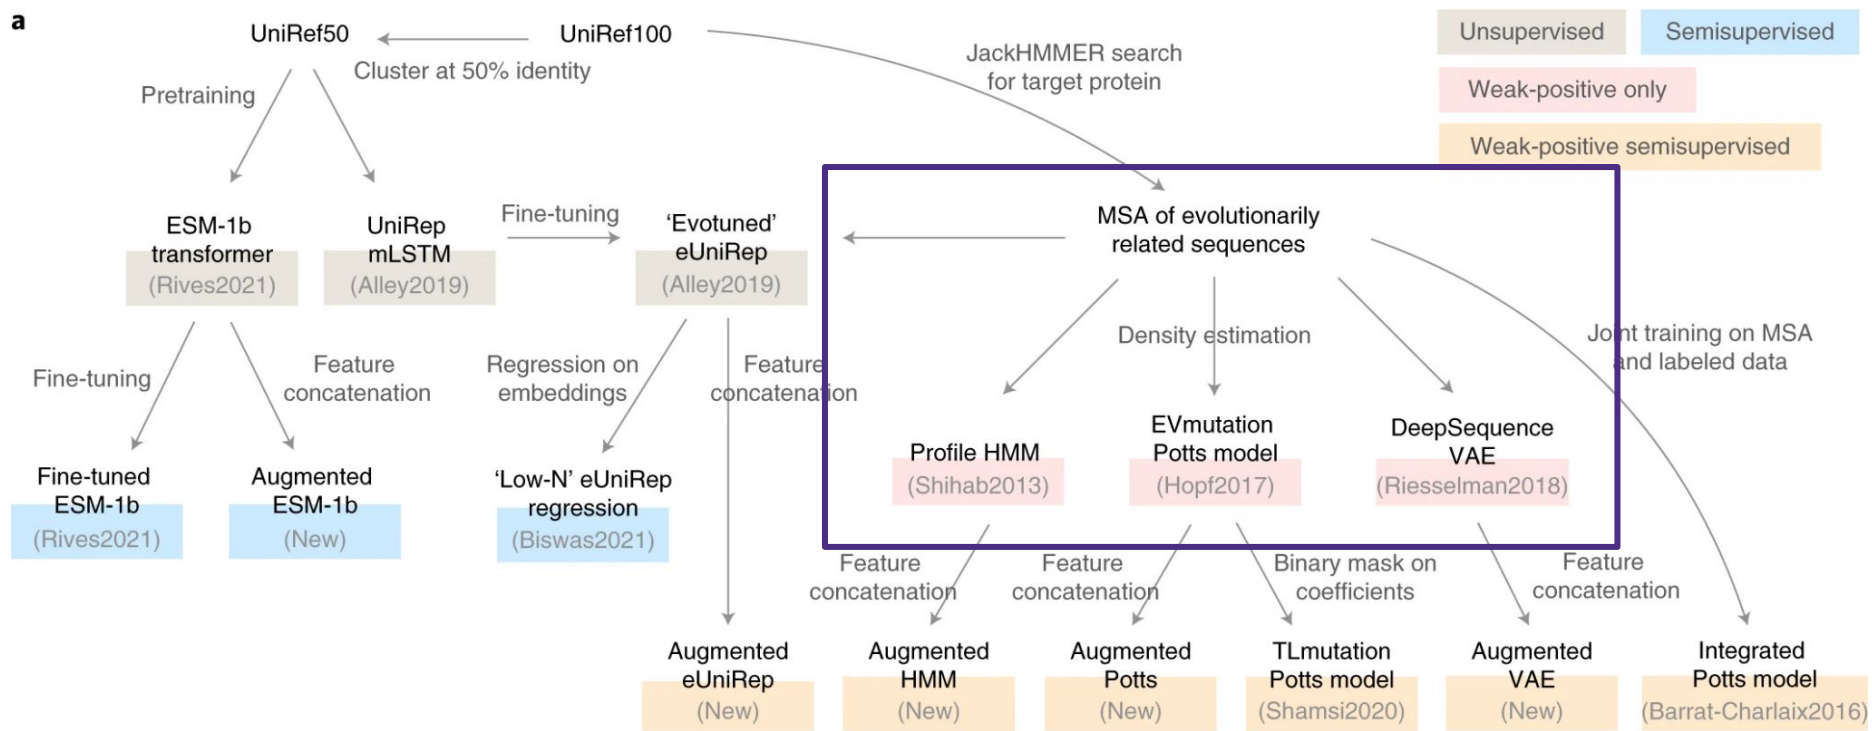 a
UniRef50
UniRef100
Cluster at 50% identity
JackHMMER search
for target protein
Unsupervised
Semisupervised
Weak-positive only
Weak-positive semisupervised
Pretraining
ESM-1b
transformer
(Rives2021)
UniRep
mLSTM
(Alley2019)
Fine-tuning
‘Evotuned’
eUniRep
(Alley2019)
MSA of evolutionarily
related sequences
Density estimation
Joint training on MSA
and labeled data
Fine-tuning
Feature
concatenation
Regression on
embeddings
Feature
concatenation
Profile HMM
(Shihab2013)
EVmutation
Potts model
(Hopf2017)
DeepSequence
VAE
(Riesselman2018)
Fine-tuned
ESM-1b
(Rives2021)
Augmented
ESM-1b
(New)
‘Low-N’ eUniRep
regression
(Biswas2021)
Feature
concatenation
Feature
concatenation
Binary mask on
coefficients
Feature
concatenation
Augmented
eUniRep
(New)
Augmented
HMM
(New)
Augmented
Potts
(New)
TLmutation
Potts model
(Shamsi2020)
Augmented
VAE
(New)
Integrated
Potts model
(Barrat-Charlaix2016)